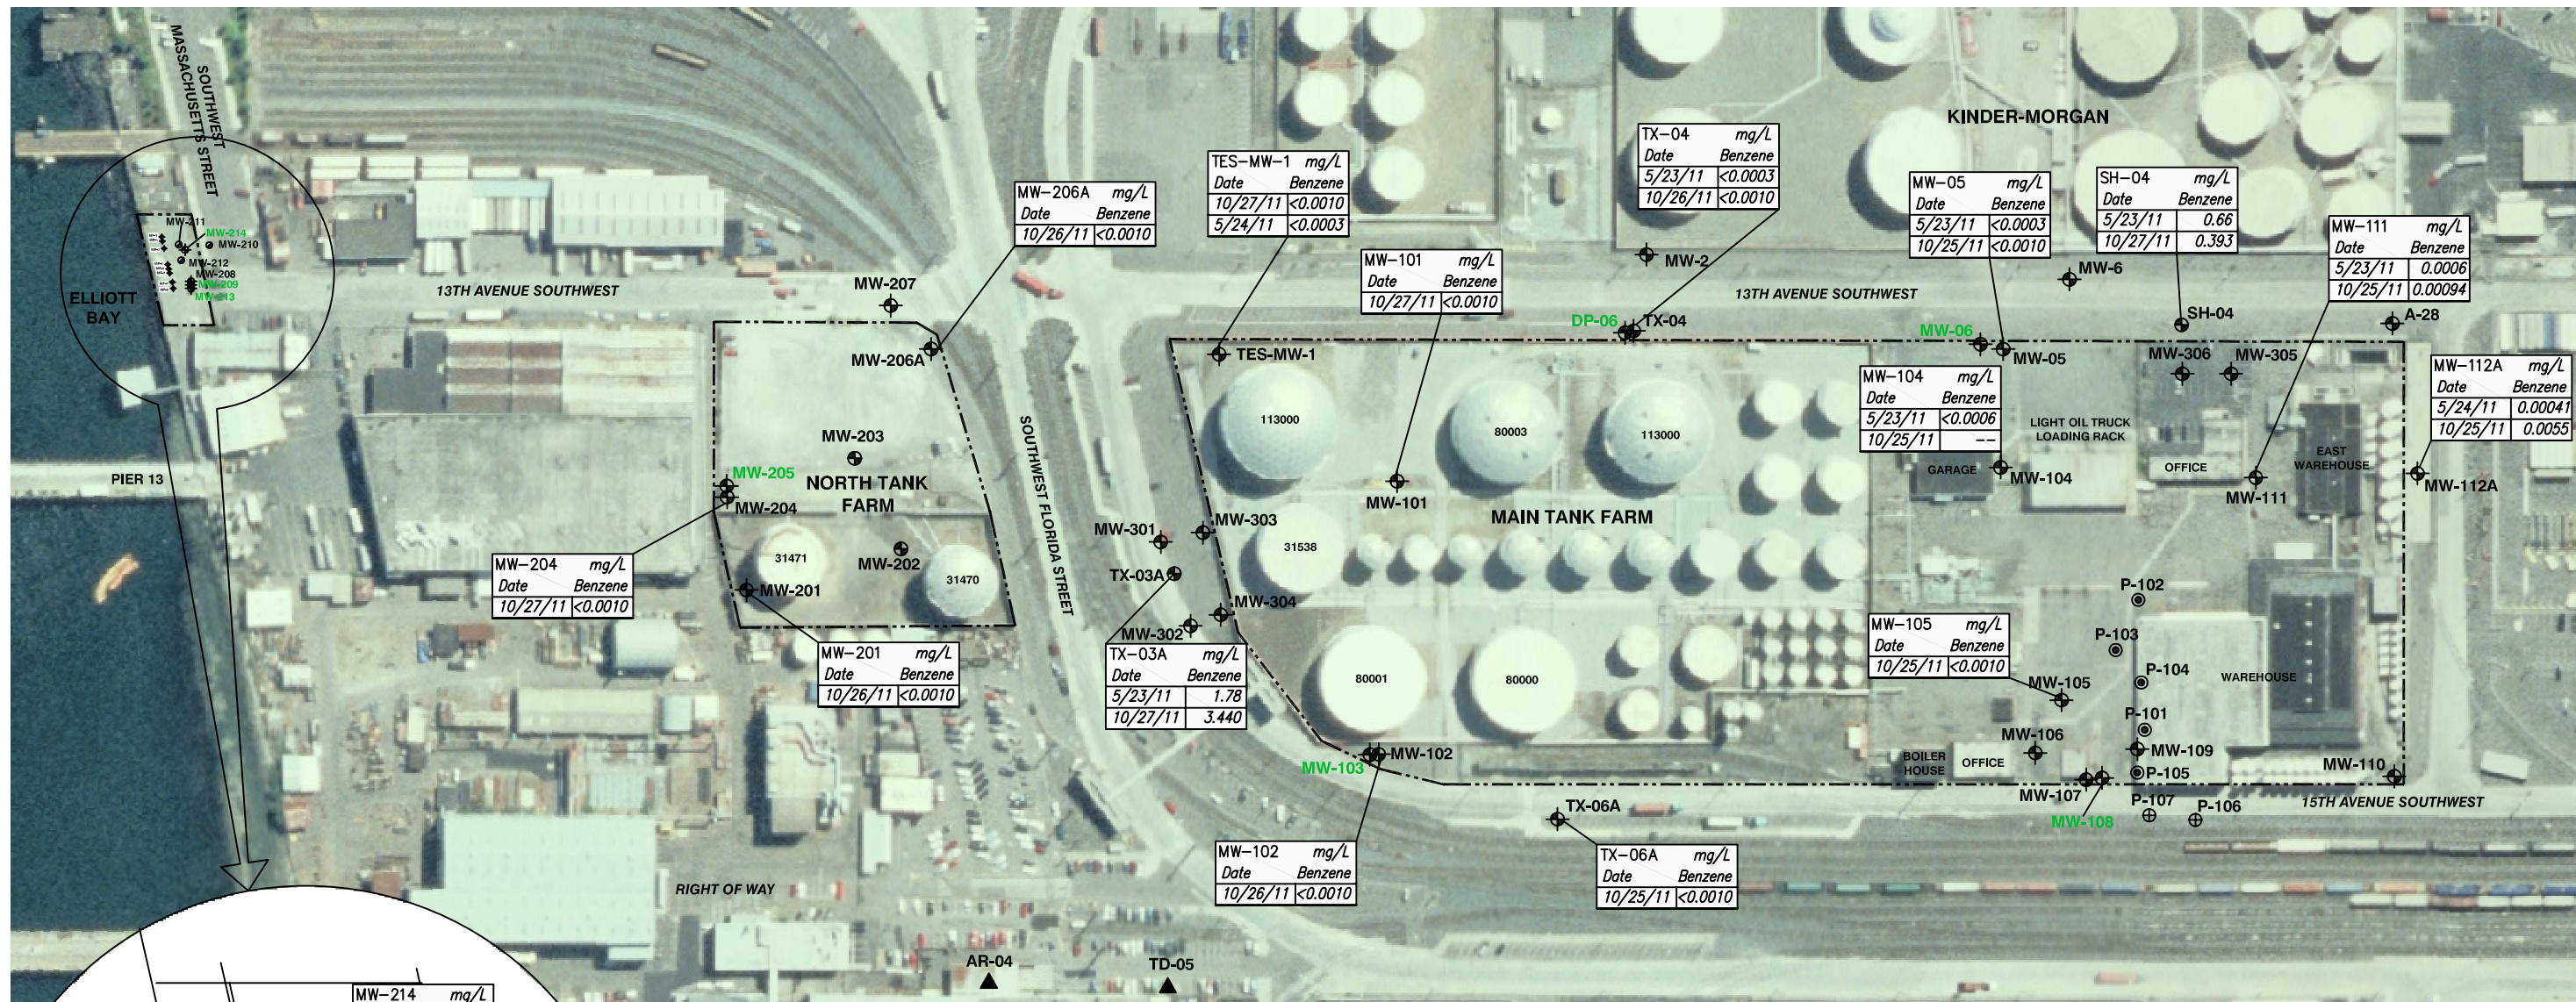 SOUTHWEST
MASSACHUSETTS STREET
KINDER-MORGAN
TX-04 mg/L
Date Benzene
5/23/11 <0.0003
10/26/11 <0.0010
TES-MW-1 mg/L
Date Benzene
10/27/11 <0.0010
5/24/11 <0.0003
MW-206A mg/L
Date Benzene
10/26/11 <0.0010
MW-05 mg/L
Date Benzene
5/23/11 <0.0003
10/25/11 <0.0010
SH-04 mg/L
Date Benzene
5/23/11 0.66
10/27/11 0.393
MW-111 mg/L
Date Benzene
5/23/11 0.0006
10/25/11 0.00094
MW-101 mg/L
Date Benzene
10/27/11 <0.0010
MW-211
MW-214
MW-210
MW-212
MW-208
MW-209
MW-213
ELLIOTT
BAY
13TH AVENUE SOUTHWEST
MW-207
MW-206A
MW-2
13TH AVENUE SOUTHWEST
MW-6
SH-04
A-28
DP-06
TX-04
MW-06
MW-05
TES-MW-1
MW-306
MW-305
MW-104 mg/L
Date Benzene
5/23/11 <0.0006
10/25/11 --
MW-112A mg/L
Date Benzene
5/24/11 0.00041
10/25/11 0.0055
113000
80003
113000
LIGHT OIL TRUCK
LOADING RACK
EAST
WAREHOUSE
GARAGE
MW-104
OFFICE
MW-111
MW-112A
PIER 13
MW-203
MW-205
NORTH TANK
FARM
MW-204
SOUTHWEST FLORIDA STREET
MW-101
MAIN TANK FARM
MW-301
MW-303
31538
TX-03A
MW-304
MW-302
31471
MW-202
31470
MW-201
MW-204 mg/L
Date Benzene
10/27/11 <0.0010
MW-201 mg/L
Date Benzene
10/26/11 <0.0010
TX-03A mg/L
Date Benzene
5/23/11 1.78
10/27/11 3.440
80001
80000
MW-105 mg/L
Date Benzene
10/25/11 <0.0010
P-102
P-103
P-104
WAREHOUSE
MW-105
P-101
MW-106
MW-109
BOILER
HOUSE
OFFICE
P-105
MW-110
MW-103
MW-102
MW-107
MW-108
P-107
P-106
15TH AVENUE SOUTHWEST
TX-06A
MW-102 mg/L
Date Benzene
10/26/11 <0.0010
TX-06A mg/L
Date Benzene
10/25/11 <0.0010
RIGHT OF WAY
AR-04
TD-05
MW-214 mg/L